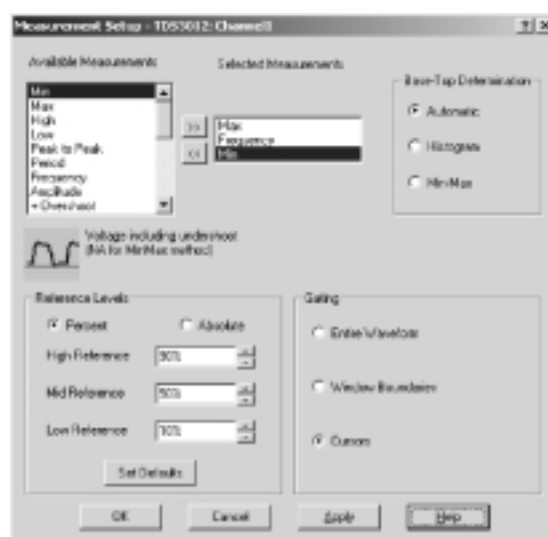 Measurement Setup - TDS3012: Channel1
Available Measurements
Selected Measurements
Min
Max
High
Low
Peak to Peak
Period
Frequency
Amplitude
+ Overshoot
>>
<<
Max
Frequency
Min
Base-Top Determination
Automatic
Histogram
Min-Max
Voltage including undershoot
(NA for MinMax method)
Reference Levels
Percent
Absolute
High Reference
90%
Mid Reference
50%
Low Reference
10%
Set Defaults
Gating
Entire Waveform
Window Boundaries
Cursors
OK
Cancel
Apply
Help